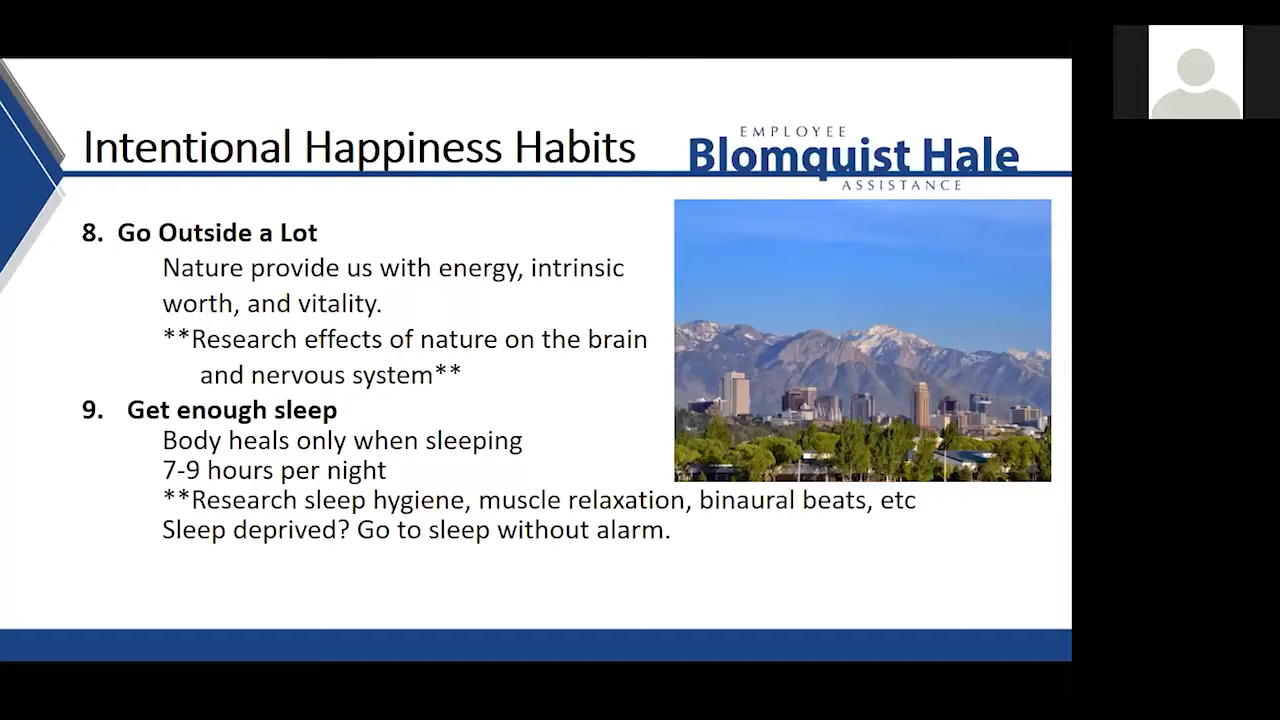 Intentional Happiness Habits
EMPLOYEE
Blomquist Hale
ASSISTANCE
8. Go Outside a Lot
Nature provide us with energy, intrinsic
worth, and vitality.
**Research effects of nature on the brain
and nervous system**
9. Get enough sleep
Body heals only when sleeping
7-9 hours per night
**Research sleep hygiene, muscle relaxation, binaural beats, etc
Sleep deprived? Go to sleep without alarm.